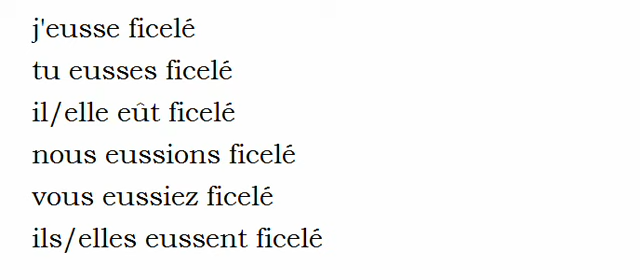 j'eusse ficelé
tu eusses ficelé
il/elle eût ficelé
nous eussions ficelé
vous eussiez ficelé
ils/elles eussent ficelé